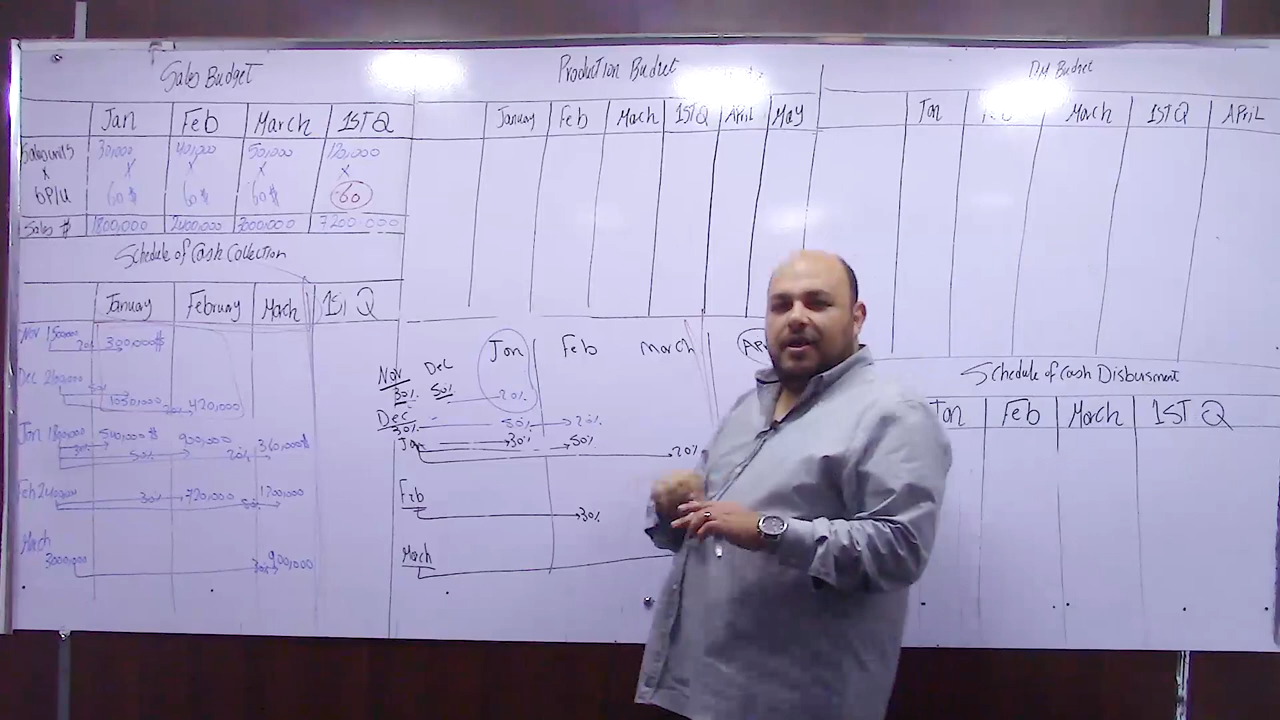 Sales Budget
Jan Feb March 1ST Q
Sales units 30,000 40,000 50,000 120,000
x x x x
SP/U 60$ 60$ 60$ 60
Sales $ 1800,000 2400,000 3000,000 7200,000
Schedule of Cash Collection
January February March 1st Q
Nov 1500000
20% 300,000$
Dec 2100,000
50% 1050,000 20% 420,000
Jan 1800,000 540,000$ 900,000 360,000$
30% 50% 20%
Feb 2400,000 30% 720,000 1200,000
50%
March
3000,000 30% 900,000
Production Budget
January Feb March 1ST Q April May
Nov Dec Jan Feb March
30% 50% 20%
Dec
30% 50% 20%
30% 50% 20%
Feb
30%
March
DM Budget
Jan March 1ST Q APRIL
Schedule of Cash Disbursment
Jan Feb March 1ST Q